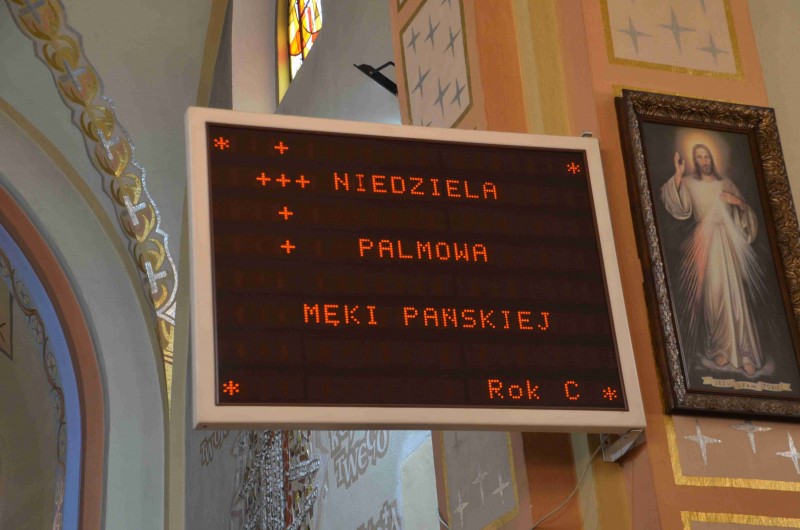 * + *
+++ NIEDZIELA
+
+ PALMOWA
MĘKI PAŃSKIEJ
* Rok C *